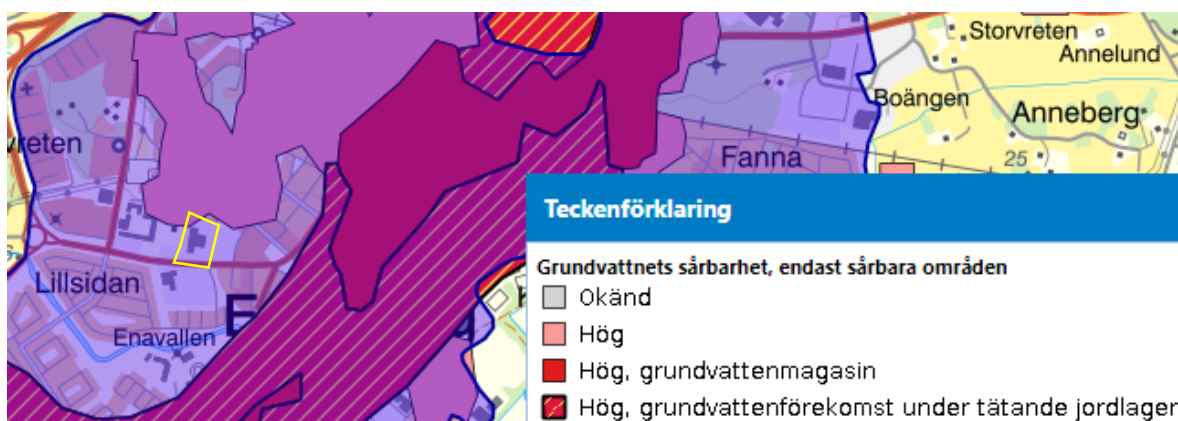 Storvreten
Annelund
Boängen
Anneberg
vreten
Fanna
25
Teckenförklaring
Lillsidan
E
g
Enavallen
Grundvattnets sårbarhet, endast sårbara områden
Okänd
Hög
Hög, grundvattenmagasin
Hög, grundvattenförekomst under tätande jordlager